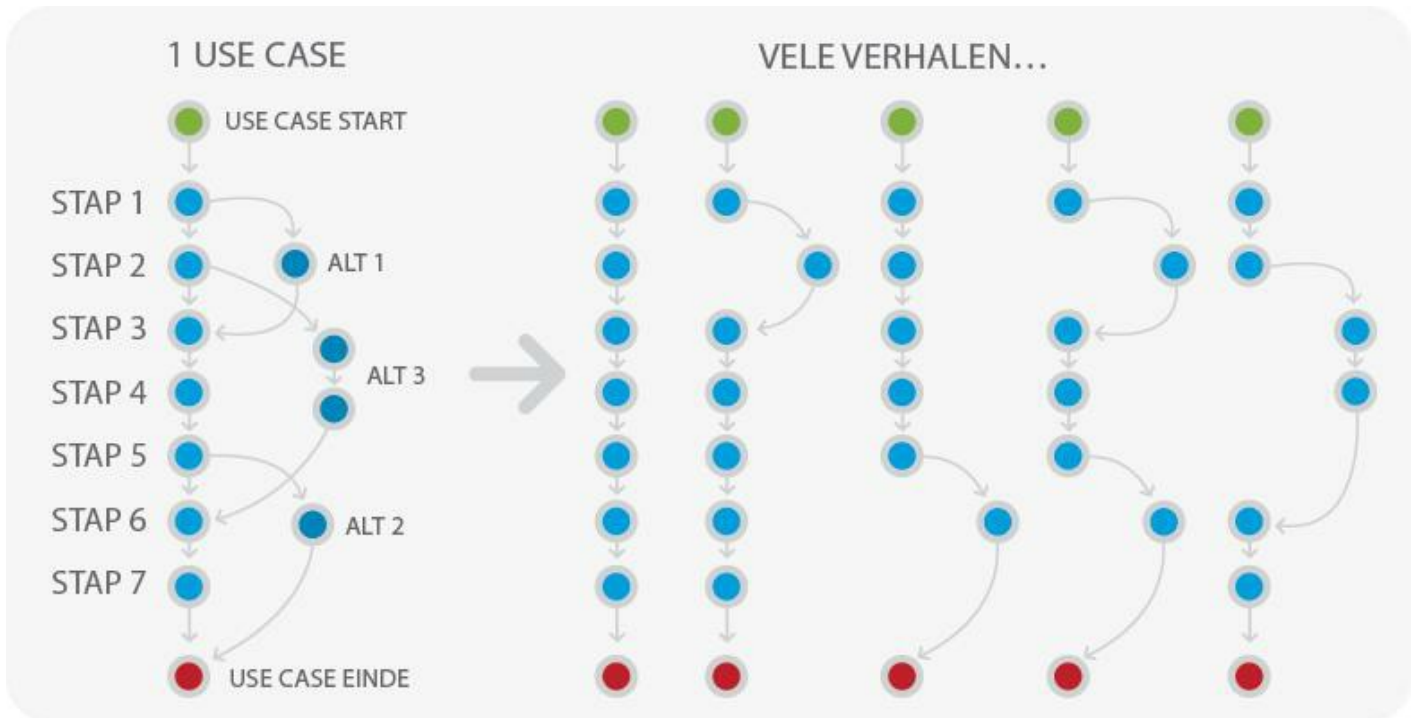 1 USE CASE
VELE VERHALEN...
USE CASE START
STAP 1
STAP 2
ALT 1
STAP 3
ALT 3
STAP 4
STAP 5
STAP 6
ALT 2
STAP 7
USE CASE EINDE